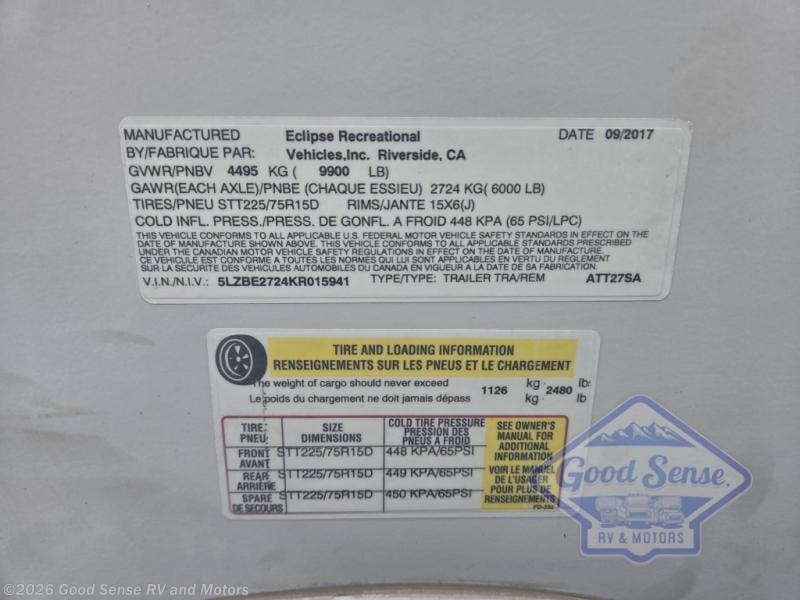 MANUFACTURED Eclipse Recreational DATE 09/2017
BY/FABRIQUE PAR: Vehicles,Inc. Riverside, CA
GVWR/PNBV 4495 KG ( 9900 LB)
GAWR(EACH AXLE)/PNBE (CHAQUE ESSIEU) 2724 KG( 6000 LB)
TIRES/PNEU STT225/75R15D RIMS/JANTE 15X6(J)
COLD INFL. PRESS./PRESS. DE GONFL. A FROID 448 KPA (65 PSI/LPC)
THIS VEHICLE CONFORMS TO ALL APPLICABLE U.S. FEDERAL MOTOR VEHICLE SAFETY STANDARDS IN EFFECT ON THE
DATE OF MANUFACTURE SHOWN ABOVE. THIS VEHICLE CONFORMS TO ALL APPLICABLE STANDARDS PRESCRIBED
UNDER THE CANADIAN MOTOR VEHICLE SAFETY REGULATIONS IN EFFECT ON THE DATE OF MANUFACTURE
CE VEHICULE EST CONFORME A TOUTES LES NORMES QUI LUI SONT APPLICABLES EN VERTU DU REGLEMENT
SUR LA SECURITE DES VEHICULES AUTOMOBILES DU CANADA EN VIGUEUR A LA DATE DE SA FABRICATION.
V.I.N./N.I.V.: 5LZBE2724KR015941 TYPE/TYPE: TRAILER TRA/REM ATT27SA
TIRE AND LOADING INFORMATION
RENSEIGNEMENTS SUR LES PNEUS ET LE CHARGEMENT
The weight of cargo should never exceed 1126 kg 2480 lb
Le poids du chargement ne doit jamais dépass kg lb
TIRE PNEU SIZE DIMENSIONS COLD TIRE PRESSURE PRESSION DES PNEUS A FROID
FRONT AVANT STT225/75R15D 448 KPA/65PSI
REAR ARRIÈRE STT225/75R15D 449 KPA/65PSI
SPARE DE SECOURS STT225/75R15D 450 KPA/65PSI
SEE OWNER'S
MANUAL FOR
ADDITIONAL
INFORMATION
VOIR LE MANUEL
DE L'USAGER
POUR PLUS DE
RENSEIGNEMENTS
Good Sense
RV & MOTORS
©2026 Good Sense RV and Motors